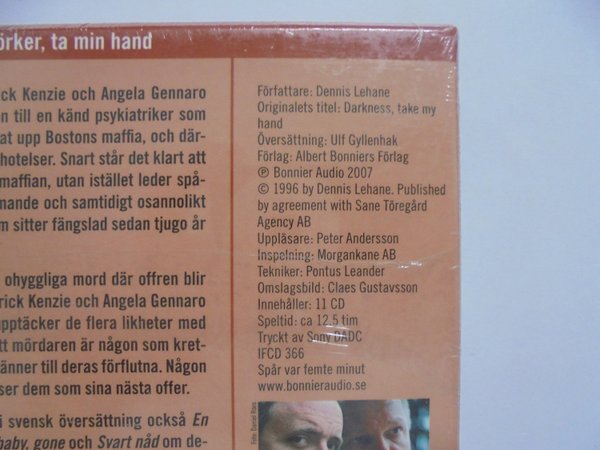 örker, ta min hand
ick Kenzie och Angela Gennaro
n till en känd psykiatriker som
at upp Bostons maffia, och där-
hotelser. Snart står det klart att
maffian, utan istället leder spå-
mande och samtidigt osannolikt
m sitter fängslad sedan tjugo år
ohyggliga mord där offren blir
rick Kenzie och Angela Gennaro
upptäcker de flera likheter med
tt mördaren är någon som kret-
änner till deras förflutna. Någon
ser dem som sina nästa offer.
i svensk översättning också En
baby, gone och Svart nåd om de-
Författare: Dennis Lehane
Originalets titel: Darkness, take my
hand
Översättning: Ulf Gyllenhak
Förlag: Albert Bonniers Förlag
℗ Bonnier Audio 2007
© 1996 by Dennis Lehane. Published
by agreement with Sane Töregård
Agency AB
Uppläsare: Peter Andersson
Inspelning: Morgankane AB
Tekniker: Pontus Leander
Omslagsbild: Claes Gustavsson
Innehåller: 11 CD
Speltid: ca 12,5 tim
Tryckt av Sony DADC
IFCD 366
Spår var femte minut
www.bonnieraudio.se